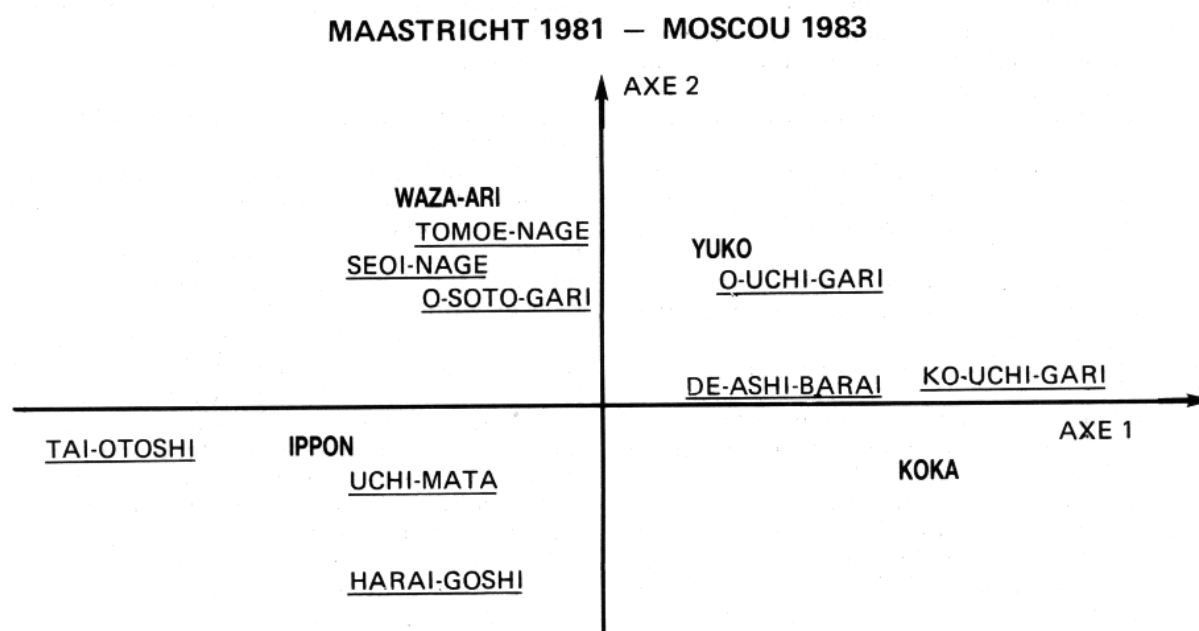 MAASTRICHT 1981 – MOSCOU 1983
AXE 2
WAZA-ARI
TOMOE-NAGE
SEOI-NAGE
O-SOTO-GARI
YUKO
O-UCHI-GARI
DE-ASHI-BARAI
KO-UCHI-GARI
AXE 1
TAI-OTOSHI
IPPON
UCHI-MATA
KOKA
HARAI-GOSHI